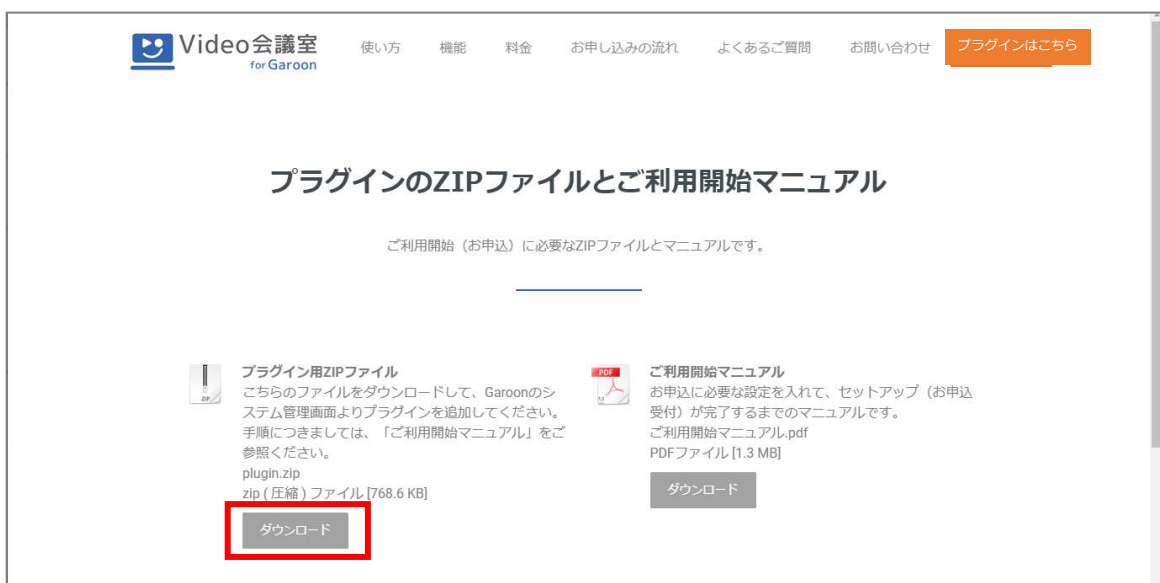 Video会議室
for Garoon
使い方
機能
料金
お申し込みの流れ
よくあるご質問
お問い合わせ
プラグインはこちら
プラグインのZIPファイルとご利用開始マニュアル
ご利用開始（お申込）に必要なZIPファイルとマニュアルです。
ZIP
プラグイン用ZIPファイル
こちらのファイルをダウンロードして、Garoonのシ
ステム管理画面よりプラグインを追加してください。
手順につきましては、「ご利用開始マニュアル」をご
参照ください。
plugin.zip
zip ( 圧縮 ) ファイル [768.6 KB]
ダウンロード
PDF
ご利用開始マニュアル
お申込に必要な設定を入れて、セットアップ（お申込
受付）が完了するまでのマニュアルです。
ご利用開始マニュアル.pdf
PDFファイル [1.3 MB]
ダウンロード